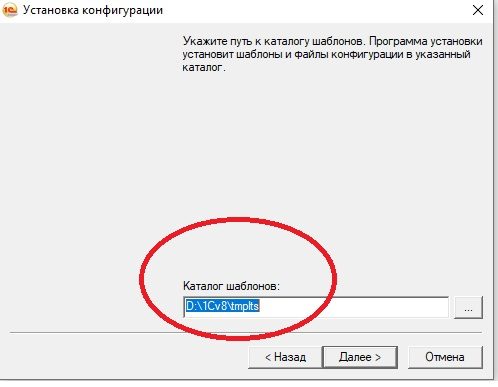 1С Установка конфигурации
Укажите путь к каталогу шаблонов. Программа установки
установит шаблоны и файлы конфигурации в указанный
каталог.
Каталог шаблонов:
D:\1Cv8\tmplts
...
< Назад Далее > Отмена